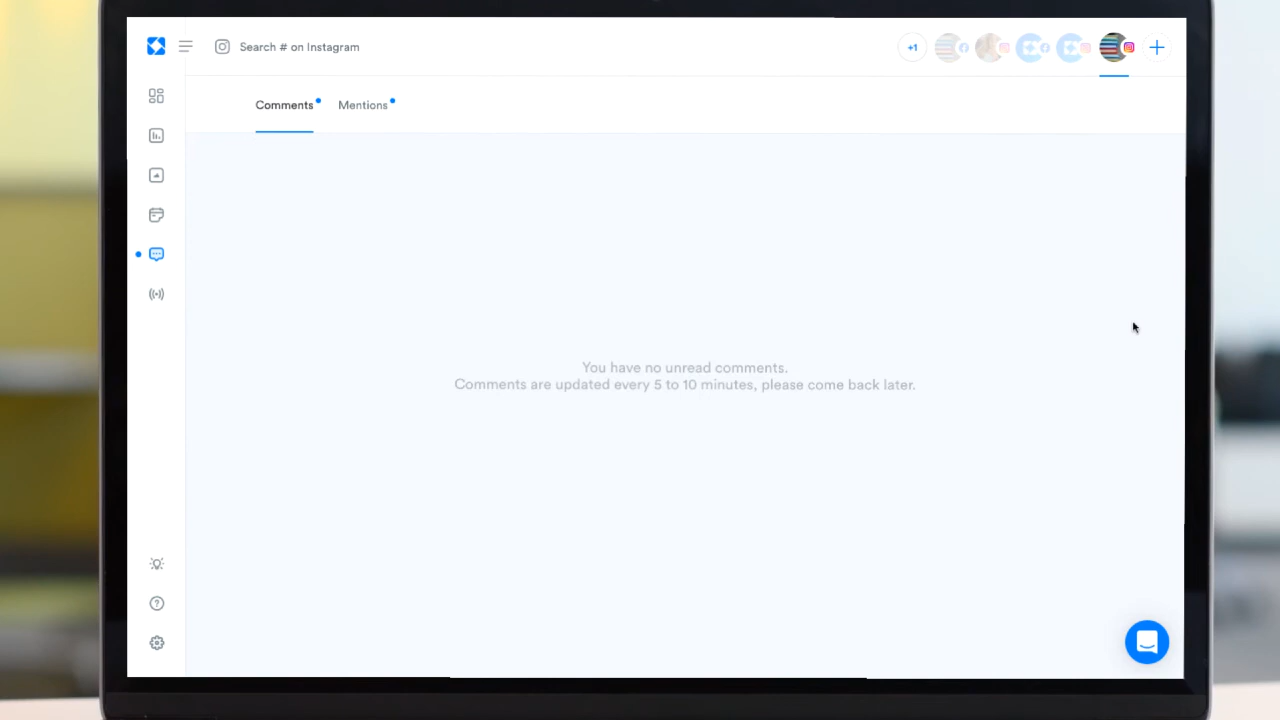 Search # on Instagram
+1
Comments
Mentions
You have no unread comments.
Comments are updated every 5 to 10 minutes, please come back later.